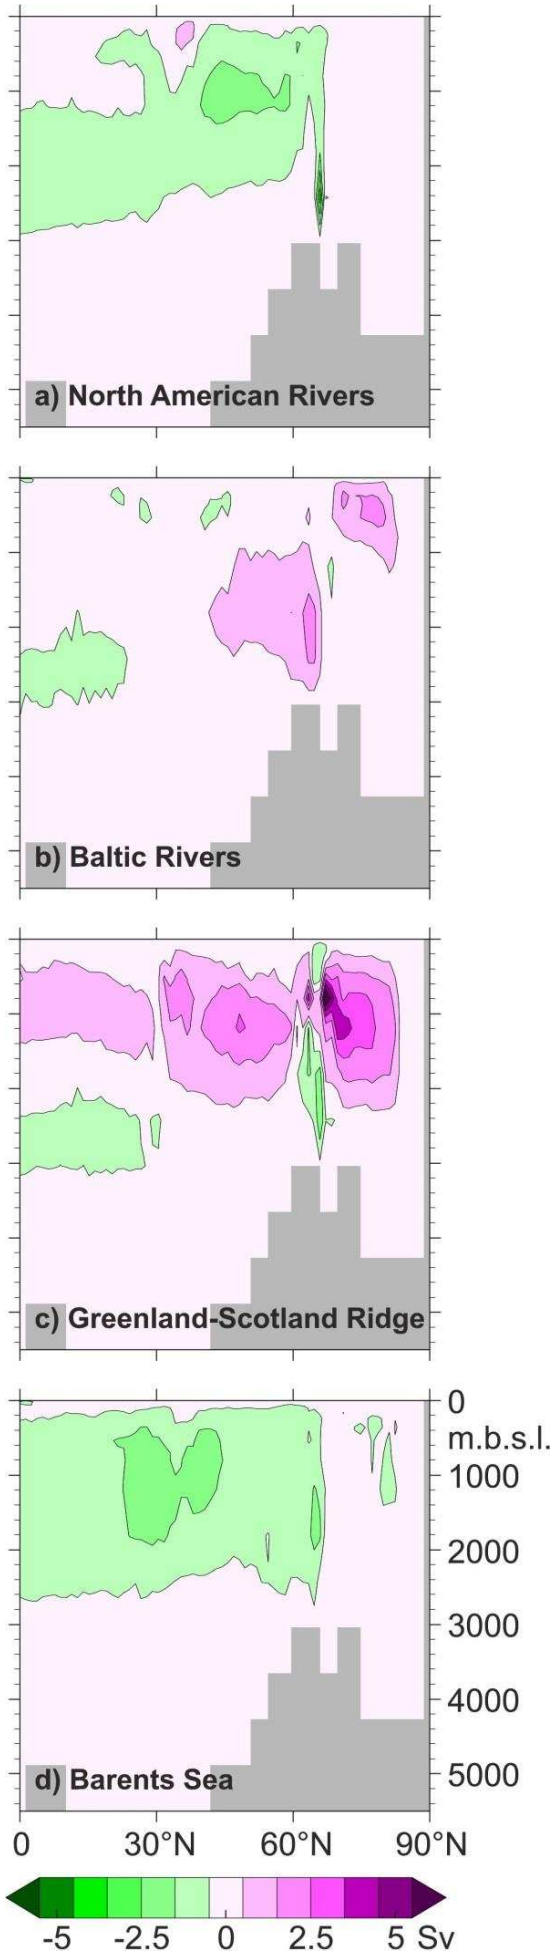 a) North American Rivers
b) Baltic Rivers
c) Greenland-Scotland Ridge
0
m.b.s.l.
1000
2000
3000
4000
5000
d) Barents Sea
0 30°N 60°N 90°N
-5 -2.5 0 2.5 5 Sv